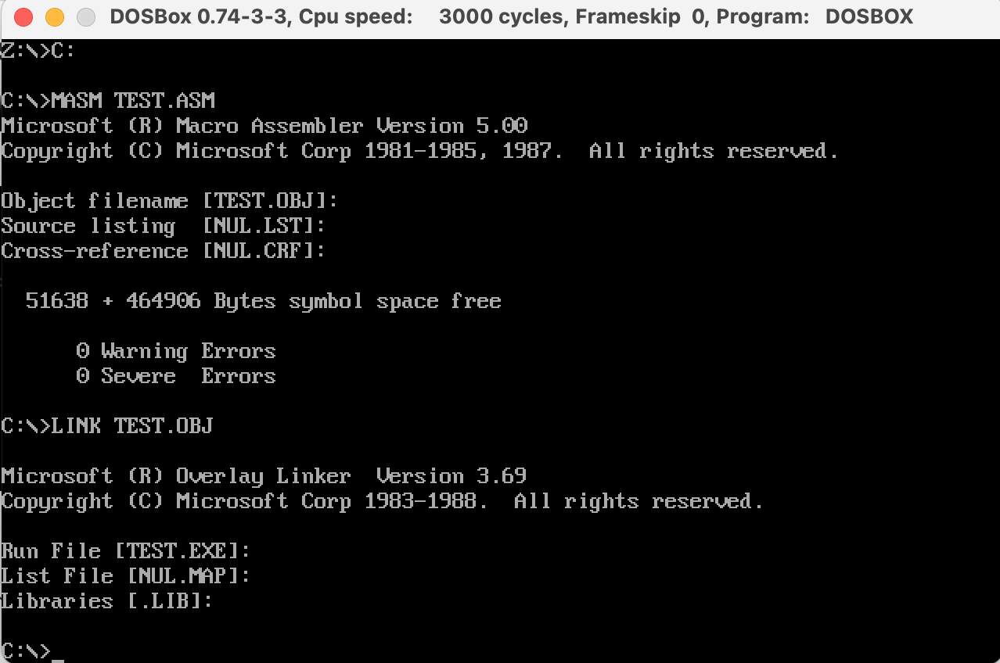 DOSBox 0.74-3-3, Cpu speed:    3000 cycles, Frameskip  0, Program:   DOSBOX
Z:\>C:
C:\>MASM TEST.ASM
Microsoft (R) Macro Assembler Version 5.00
Copyright (C) Microsoft Corp 1981-1985, 1987.  All rights reserved.
Object filename [TEST.OBJ]:
Source listing  [NUL.LST]:
Cross-reference [NUL.CRF]:
  51638 + 464906 Bytes symbol space free
      0 Warning Errors
      0 Severe  Errors
C:\>LINK TEST.OBJ
Microsoft (R) Overlay Linker  Version 3.69
Copyright (C) Microsoft Corp 1983-1988.  All rights reserved.
Run File [TEST.EXE]:
List File [NUL.MAP]:
Libraries [.LIB]:
C:\>_